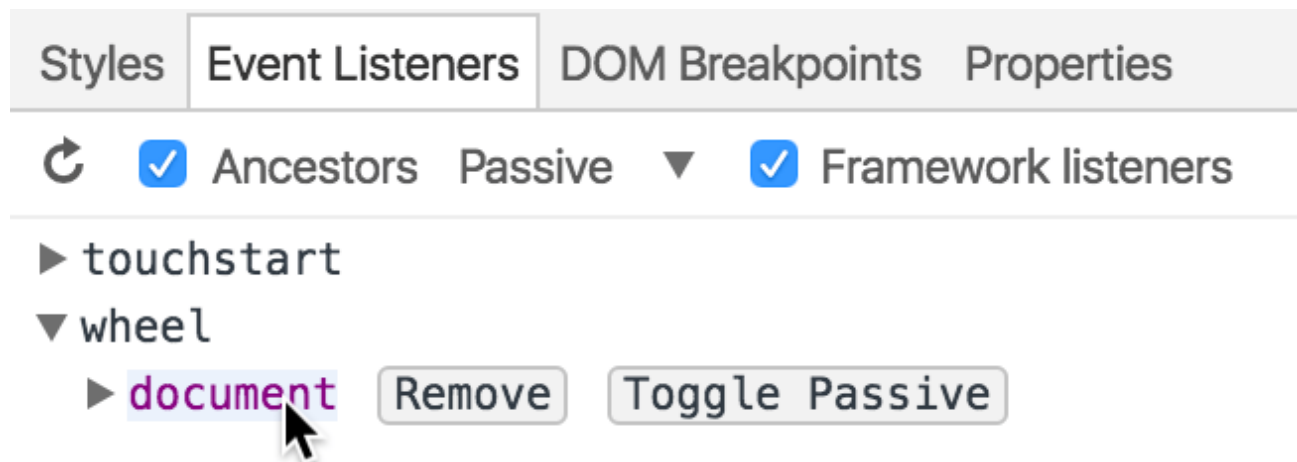 Styles Event Listeners DOM Breakpoints Properties
Ancestors Passive Framework listeners
touchstart
wheel
document Remove Toggle Passive